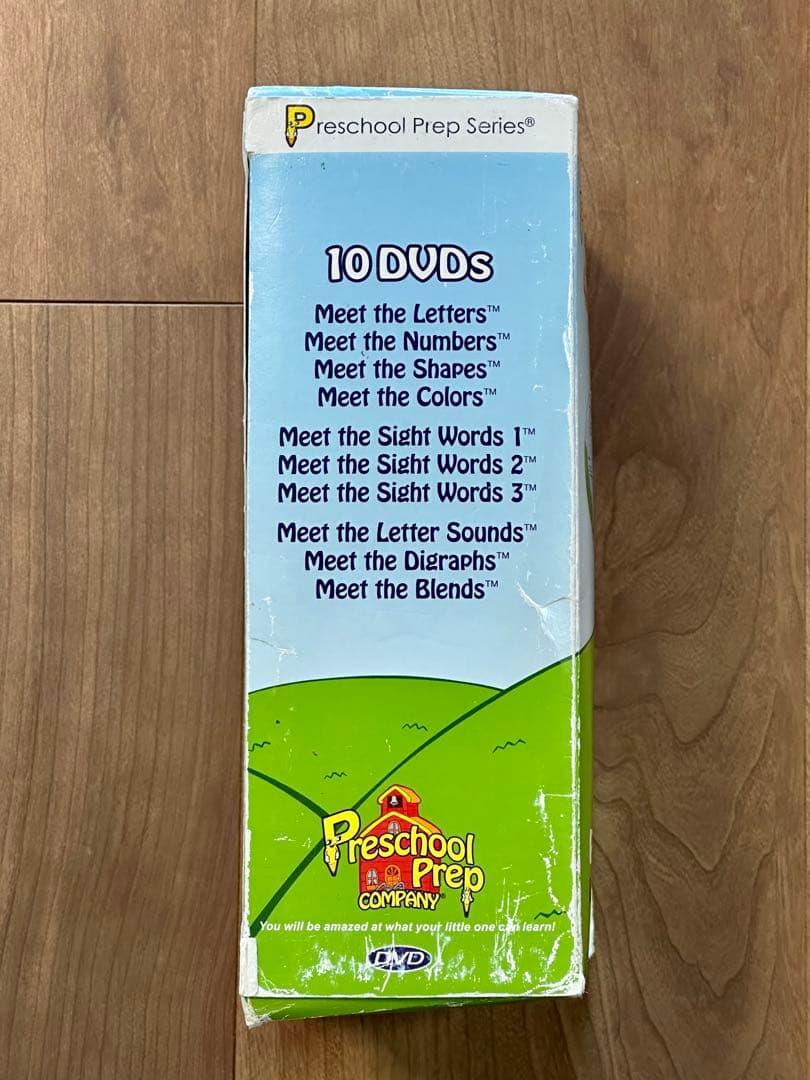 Preschool Prep Series®
10 DVDs
Meet the Letters™
Meet the Numbers™
Meet the Shapes™
Meet the Colors™
Meet the Sight Words 1™
Meet the Sight Words 2™
Meet the Sight Words 3™
Meet the Letter Sounds™
Meet the Digraphs™
Meet the Blends™
Preschool
Prep
COMPANY®
You will be amazed at what your little one can learn!
DVD